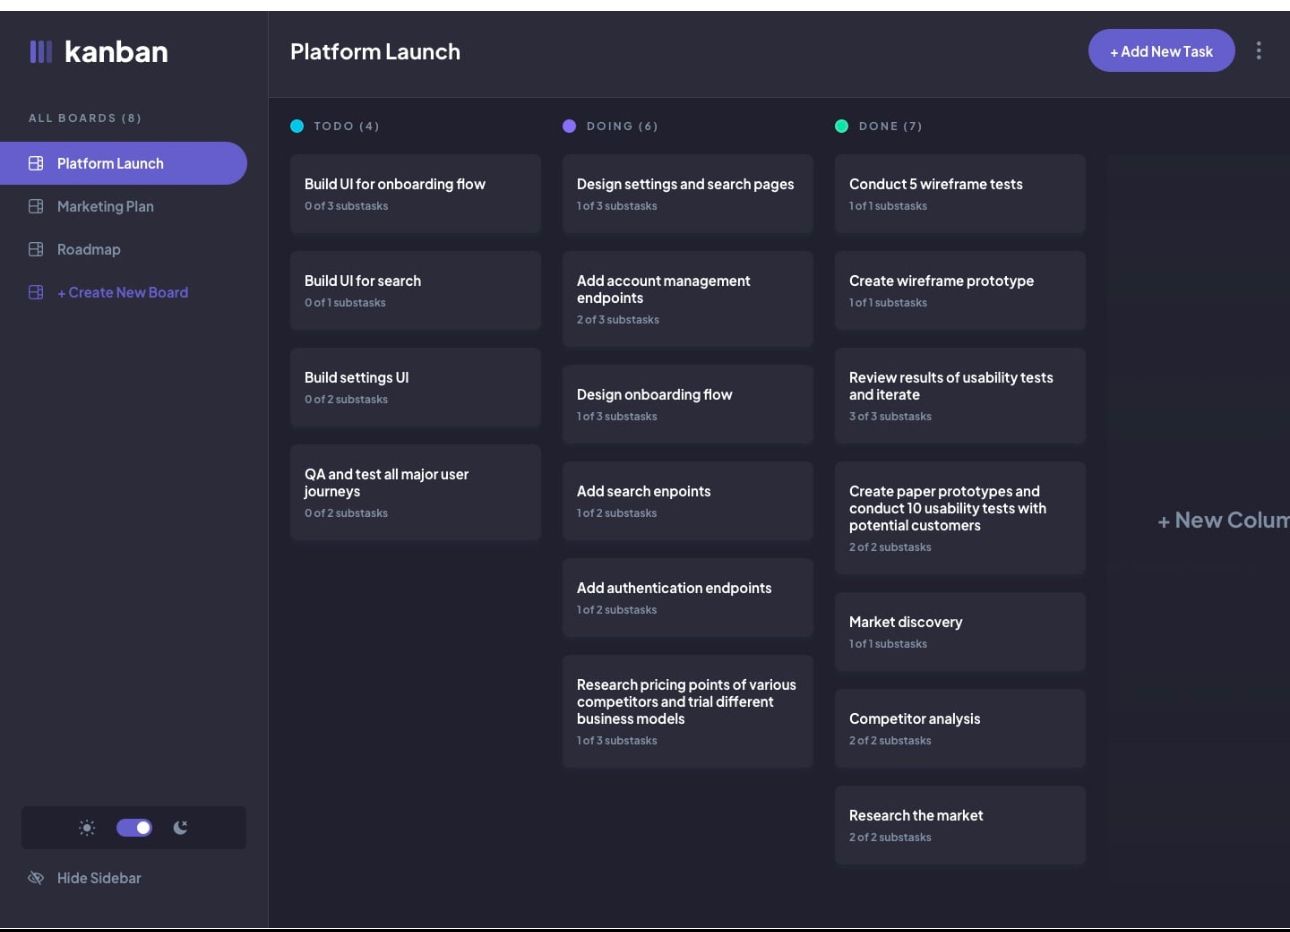 kanban
Platform Launch
+ Add New Task
ALL BOARDS (8)
Platform Launch
Marketing Plan
Roadmap
+ Create New Board
TODO (4)
Build UI for onboarding flow
0 of 3 substasks
Build UI for search
0 of 1 substasks
Build settings UI
0 of 2 substasks
QA and test all major user
journeys
0 of 2 substasks
DOING (6)
Design settings and search pages
1 of 3 substasks
Add account management
endpoints
2 of 3 substasks
Design onboarding flow
1 of 3 substasks
Add search enpoints
1 of 2 substasks
Add authentication endpoints
1 of 2 substasks
Research pricing points of various
competitors and trial different
business models
1 of 3 substasks
DONE (7)
Conduct 5 wireframe tests
1 of 1 substasks
Create wireframe prototype
1 of 1 substasks
Review results of usability tests
and iterate
3 of 3 substasks
Create paper prototypes and
conduct 10 usability tests with
potential customers
2 of 2 substasks
Market discovery
1 of 1 substasks
Competitor analysis
2 of 2 substasks
Research the market
2 of 2 substasks
+ New Colum
Hide Sidebar